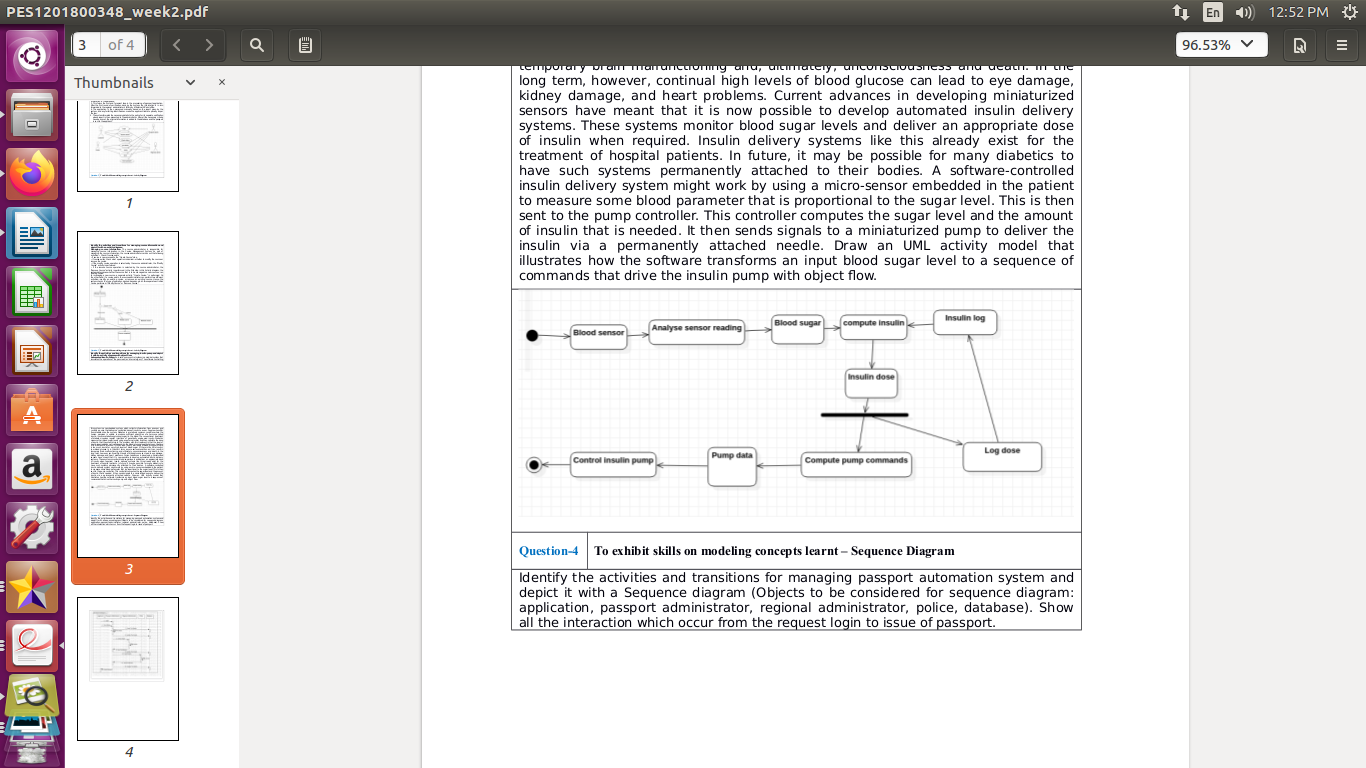 PES1201800348_week2.pdf
En
12:52 PM
3 of 4
96.53%
Thumbnails
1
2
3
4
temporary brain malfunctioning and, ultimately, unconsciousness and death. In the
long term, however, continual high levels of blood glucose can lead to eye damage,
kidney damage, and heart problems. Current advances in developing miniaturized
sensors have meant that it is now possible to develop automated insulin delivery
systems. These systems monitor blood sugar levels and deliver an appropriate dose
of insulin when required. Insulin delivery systems like this already exist for the
treatment of hospital patients. In future, it may be possible for many diabetics to
have such systems permanently attached to their bodies. A software-controlled
insulin delivery system might work by using a micro-sensor embedded in the patient
to measure some blood parameter that is proportional to the sugar level. This is then
sent to the pump controller. This controller computes the sugar level and the amount
of insulin that is needed. It then sends signals to a miniaturized pump to deliver the
insulin via a permanently attached needle. Draw an UML activity model that
illustrates how the software transforms an input blood sugar level to a sequence of
commands that drive the insulin pump with object flow.
Blood sensor
Analyse sensor reading
Blood sugar
compute insulin
Insulin log
Insulin dose
Control insulin pump
Pump data
Compute pump commands
Log dose
Question-4 To exhibit skills on modeling concepts learnt – Sequence Diagram
Identify the activities and transitions for managing passport automation system and
depict it with a Sequence diagram (Objects to be considered for sequence diagram:
application, passport administrator, regional administrator, police, database). Show
all the interaction which occur from the request login to issue of passport.